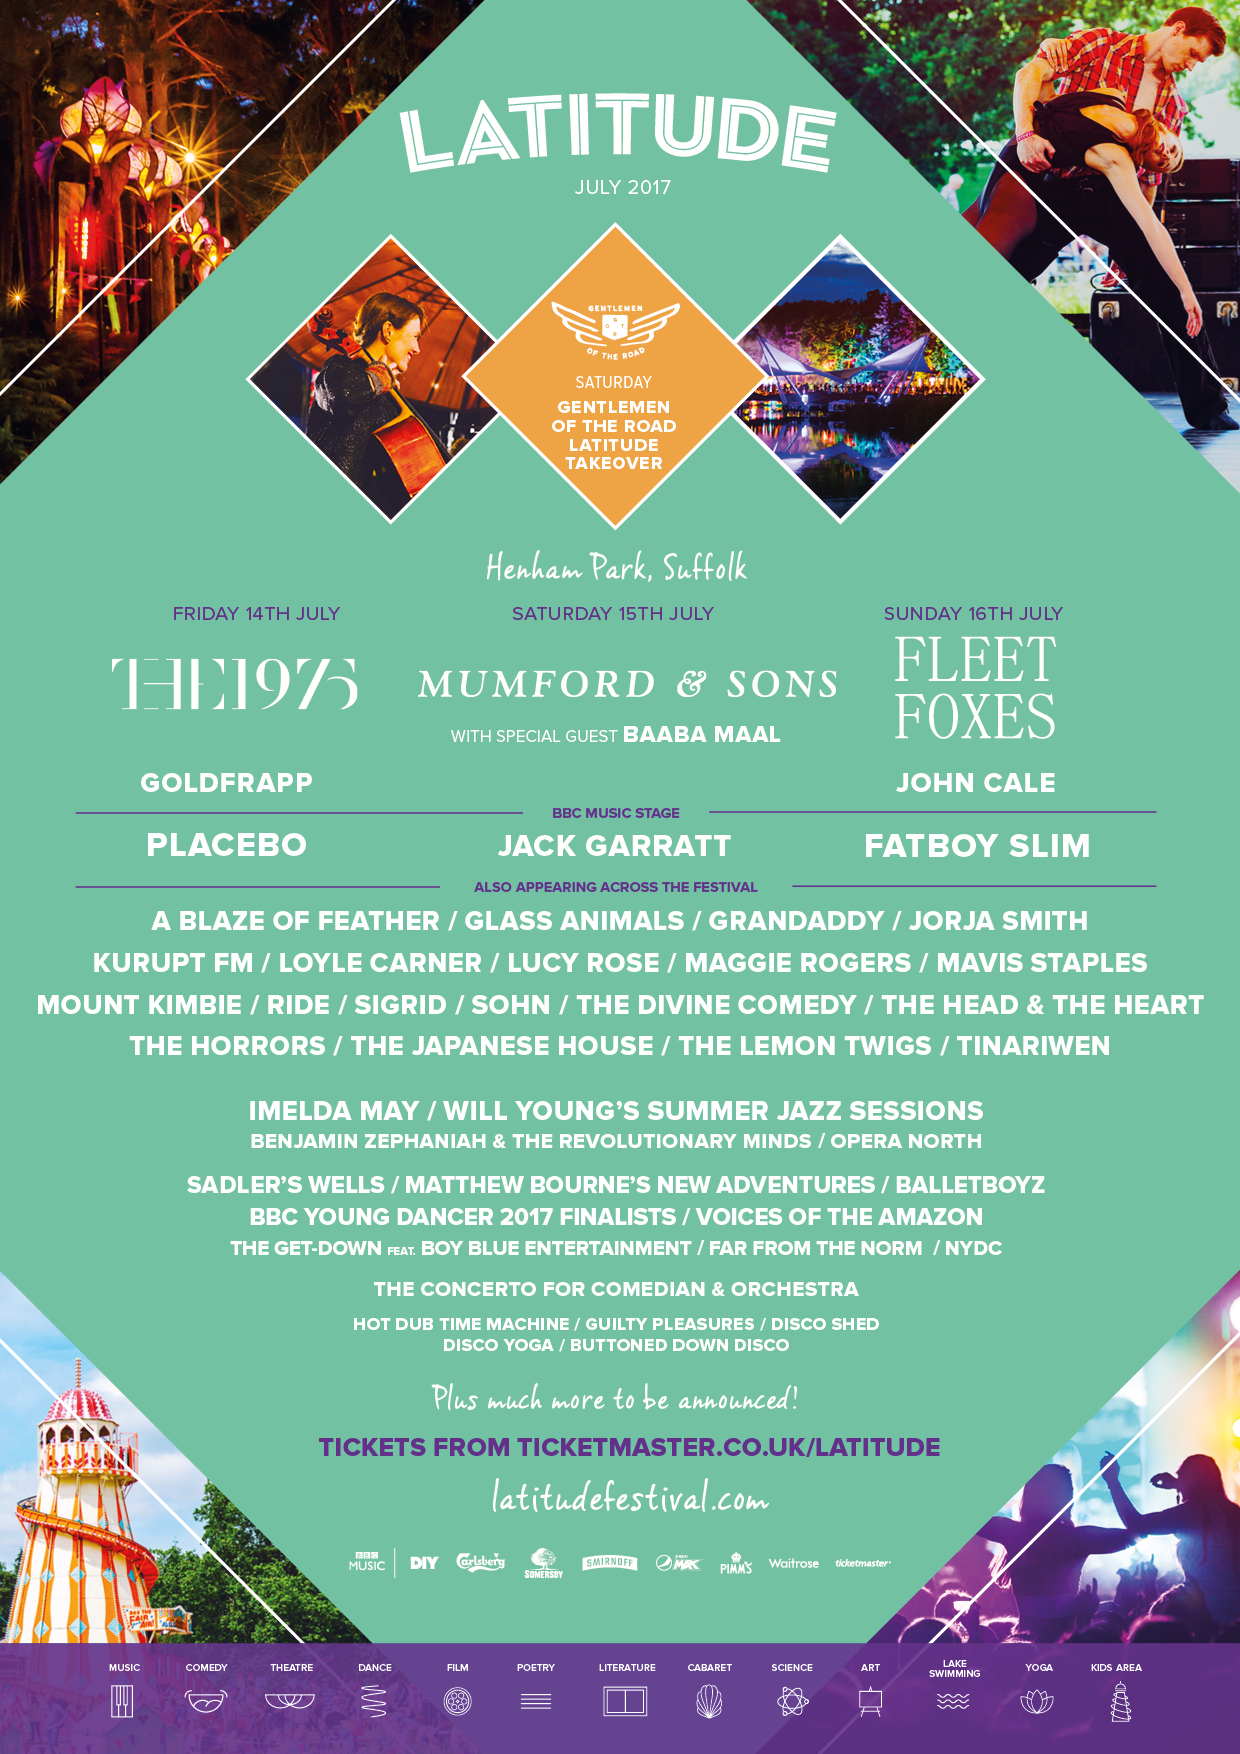 LATITUDE
JULY 2017
GENTLEMEN
G
O T
R
OF THE ROAD
SATURDAY
GENTLEMEN
OF THE ROAD
LATITUDE
TAKEOVER
Henham Park, Suffolk
FRIDAY 14TH JULY
THE 1975
GOLDFRAPP
SATURDAY 15TH JULY
MUMFORD & SONS
WITH SPECIAL GUEST BAABA MAAL
SUNDAY 16TH JULY
FLEET
FOXES
JOHN CALE
BBC MUSIC STAGE
PLACEBO
JACK GARRATT
FATBOY SLIM
ALSO APPEARING ACROSS THE FESTIVAL
A BLAZE OF FEATHER / GLASS ANIMALS / GRANDADDY / JORJA SMITH
KURUPT FM / LOYLE CARNER / LUCY ROSE / MAGGIE ROGERS / MAVIS STAPLES
MOUNT KIMBIE / RIDE / SIGRID / SOHN / THE DIVINE COMEDY / THE HEAD & THE HEART
THE HORRORS / THE JAPANESE HOUSE / THE LEMON TWIGS / TINARIWEN
IMELDA MAY / WILL YOUNG'S SUMMER JAZZ SESSIONS
BENJAMIN ZEPHANIAH & THE REVOLUTIONARY MINDS / OPERA NORTH
SADLER'S WELLS / MATTHEW BOURNE'S NEW ADVENTURES / BALLETBOYZ
BBC YOUNG DANCER 2017 FINALISTS / VOICES OF THE AMAZON
THE GET-DOWN FEAT. BOY BLUE ENTERTAINMENT / FAR FROM THE NORM / NYDC
THE CONCERTO FOR COMEDIAN & ORCHESTRA
HOT DUB TIME MACHINE / GUILTY PLEASURES / DISCO SHED
DISCO YOGA / BUTTONED DOWN DISCO
Plus much more to be announced!
TICKETS FROM TICKETMASTER.CO.UK/LATITUDE
latitudefestival.com
BBC MUSIC
DIY
Carlsberg
SOMERSBY
SMIRNOFF
MAX
PIMM'S
Waitrose
ticketmaster
SEE THE
FAIR
MUSIC
COMEDY
THEATRE
DANCE
FILM
POETRY
LITERATURE
CABARET
SCIENCE
ART
LAKE
SWIMMING
YOGA
KIDS AREA